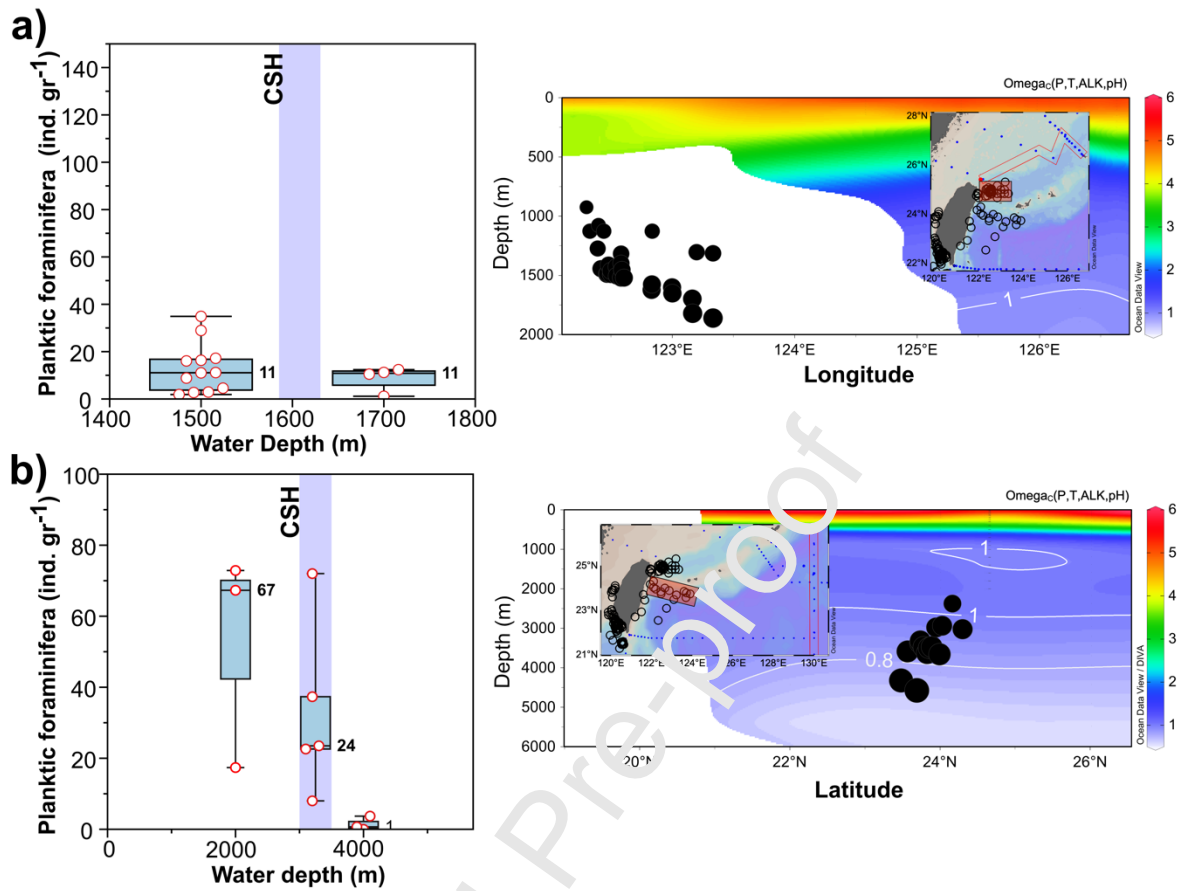 a)
Planktic foraminifera (ind. gr-1)
140
120
100
80
60
40
20
0
CSH
11
11
1400 1500 1600 1700 1800
Water Depth (m)
OmegaC(P,T,ALK,pH)
Depth (m)
0
500
1000
1500
2000
1
28°N
26°N
24°N
22°N
120°E 122°E 124°E 126°E
Ocean Data View
123°E 124°E 125°E 126°E
Longitude
6
5
4
3
2
1
Ocean Data View
b)
Planktic foraminifera (ind. gr-1)
100
80
60
40
20
0
CSH
67
24
1
2000 4000
Water depth (m)
OmegaC(P,T,ALK,pH)
Depth (m)
0
1000
2000
3000
4000
5000
6000
1
1
0.8
25°N
23°N
21°N
120°E 122°E 124°E 126°E 128°E 130°E
Ocean Data View
20°N 22°N 24°N 26°N
Latitude
6
5
4
3
2
1
Ocean Data View / DIVA
Pre-proof